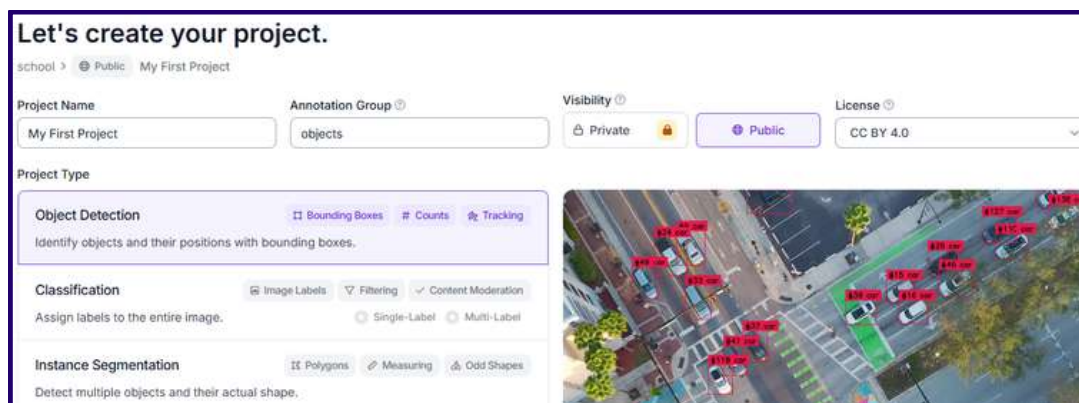 Let's create your project.
school > Public My First Project
Project Name Annotation Group Visibility License
My First Project objects Private Public CC BY 4.0
Project Type
Object Detection Bounding Boxes # Counts Tracking
Identify objects and their positions with bounding boxes.
Classification Image Labels Filtering Content Moderation
Assign labels to the entire image. Single-Label Multi-Label
Instance Segmentation Polygons Measuring Odd Shapes
Detect multiple objects and their actual shape.